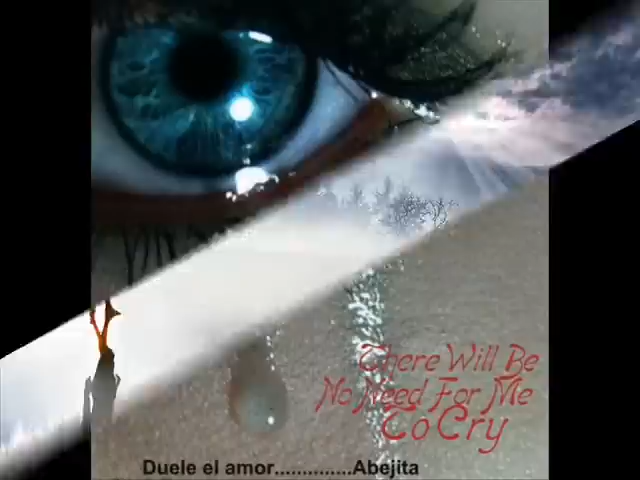 There Will Be
No Need For Me
To Cry
Duele el amor..............Abejita